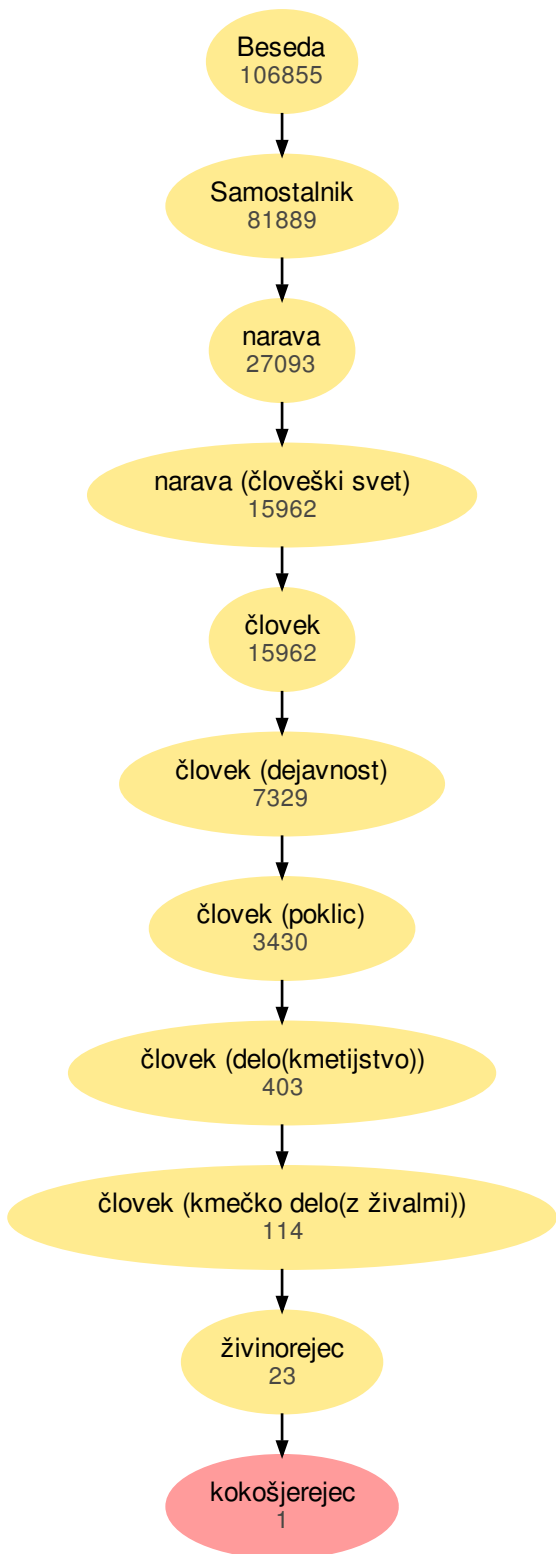 Beseda
106855
Samostalnik
81889
narava
27093
narava (človeški svet)
15962
človek
15962
človek (dejavnost)
7329
človek (poklic)
3430
človek (delo(kmetijstvo))
403
človek (kmečko delo(z živalmi))
114
živinorejec
23
kokošjerejec
1